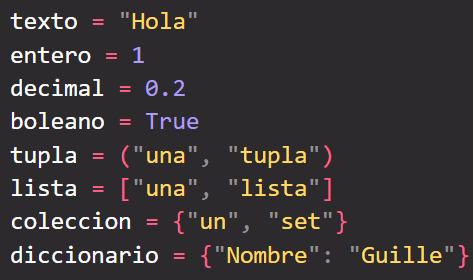 texto = "Hola"
entero = 1
decimal = 0.2
boleano = True
tupla = ("una", "tupla")
lista = ["una", "lista"]
coleccion = {"un", "set"}
diccionario = {"Nombre": "Guille"}